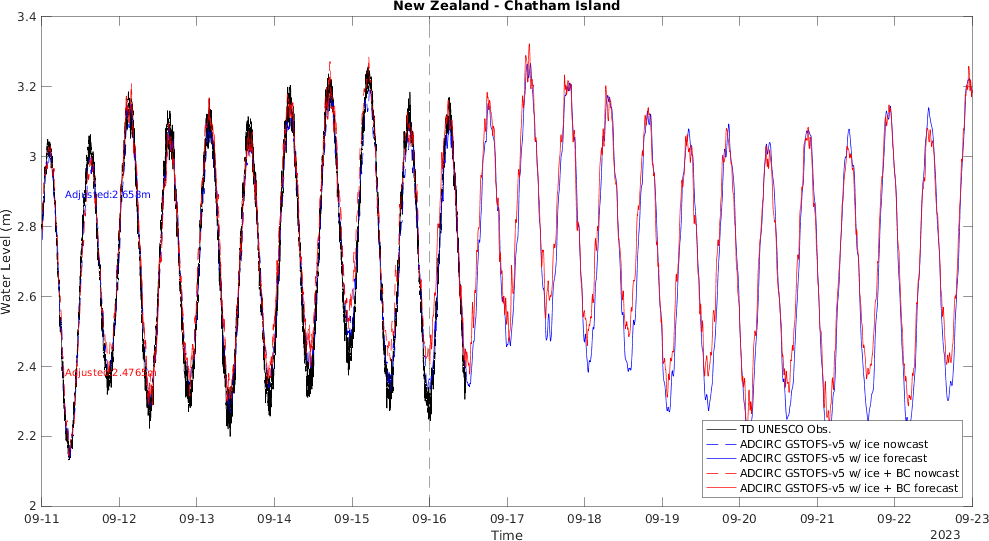 New Zealand - Chatham Island
3.4
3.2
3
2.8
2.6
2.4
2.2
2
Water Level (m)
Adjusted:2.658m
Adjusted:2.4765m
TD UNESCO Obs.
ADCIRC GSTOFS-v5 w/ ice nowcast
ADCIRC GSTOFS-v5 w/ ice forecast
ADCIRC GSTOFS-v5 w/ ice + BC nowcast
ADCIRC GSTOFS-v5 w/ ice + BC forecast
09-11 09-12 09-13 09-14 09-15 09-16 09-17 09-18 09-19 09-20 09-21 09-22 09-23
Time
2023